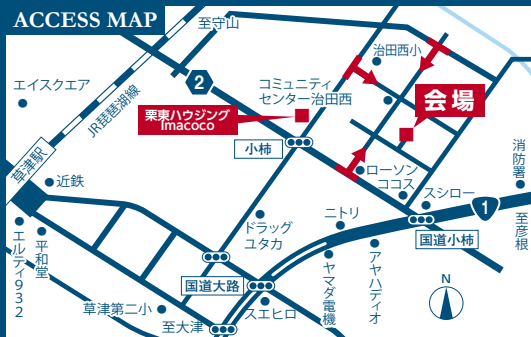 ACCESS MAP
至守山
治田西小
エイスクエア
JR琵琶湖線
2
コミュニティ
センター治田西
会場
栗東ハウジング
Imacoco
小柿
草津駅
近鉄
ローソン
ココス
スシロー
消防署
至彦根
1
国道小柿
ドラッグ
ユタカ
ニトリ
エルティ932
平和堂
国道大路
ヤマダ電機
アヤハディオ
草津第二小
スエヒロ
至大津
N